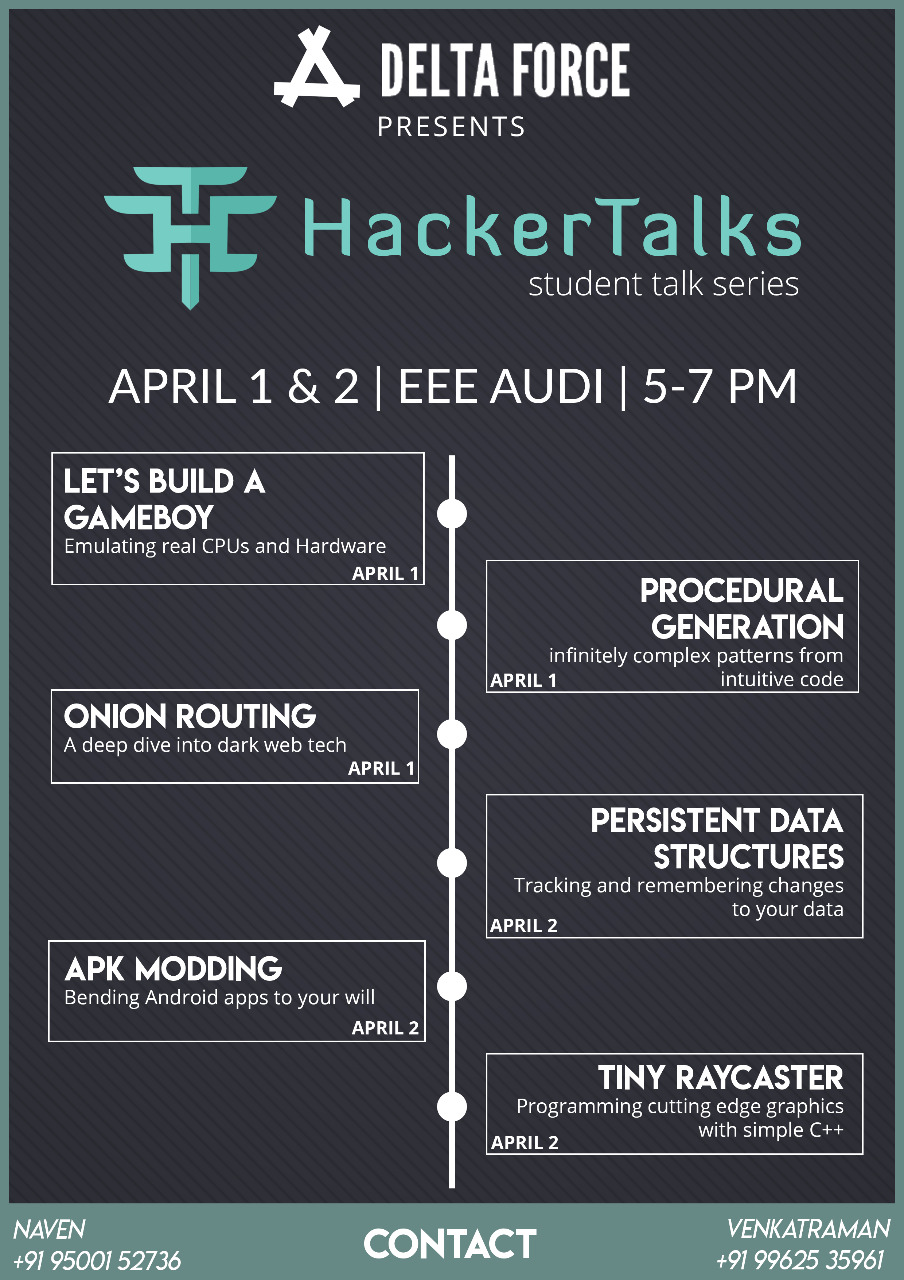 DELTA FORCE
PRESENTS
HackerTalks
student talk series
APRIL 1 & 2 | EEE AUDI | 5-7 PM
LET'S BUILD A
GAMEBOY
Emulating real CPUs and Hardware
APRIL 1
PROCEDURAL
GENERATION
infinitely complex patterns from
intuitive code
APRIL 1
ONION ROUTING
A deep dive into dark web tech
APRIL 1
PERSISTENT DATA
STRUCTURES
Tracking and remembering changes
to your data
APRIL 2
APK MODDING
Bending Android apps to your will
APRIL 2
TINY RAYCASTER
Programming cutting edge graphics
with simple C++
APRIL 2
NAVEN
+91 95001 52736
CONTACT
VENKATRAMAN
+91 99625 35961